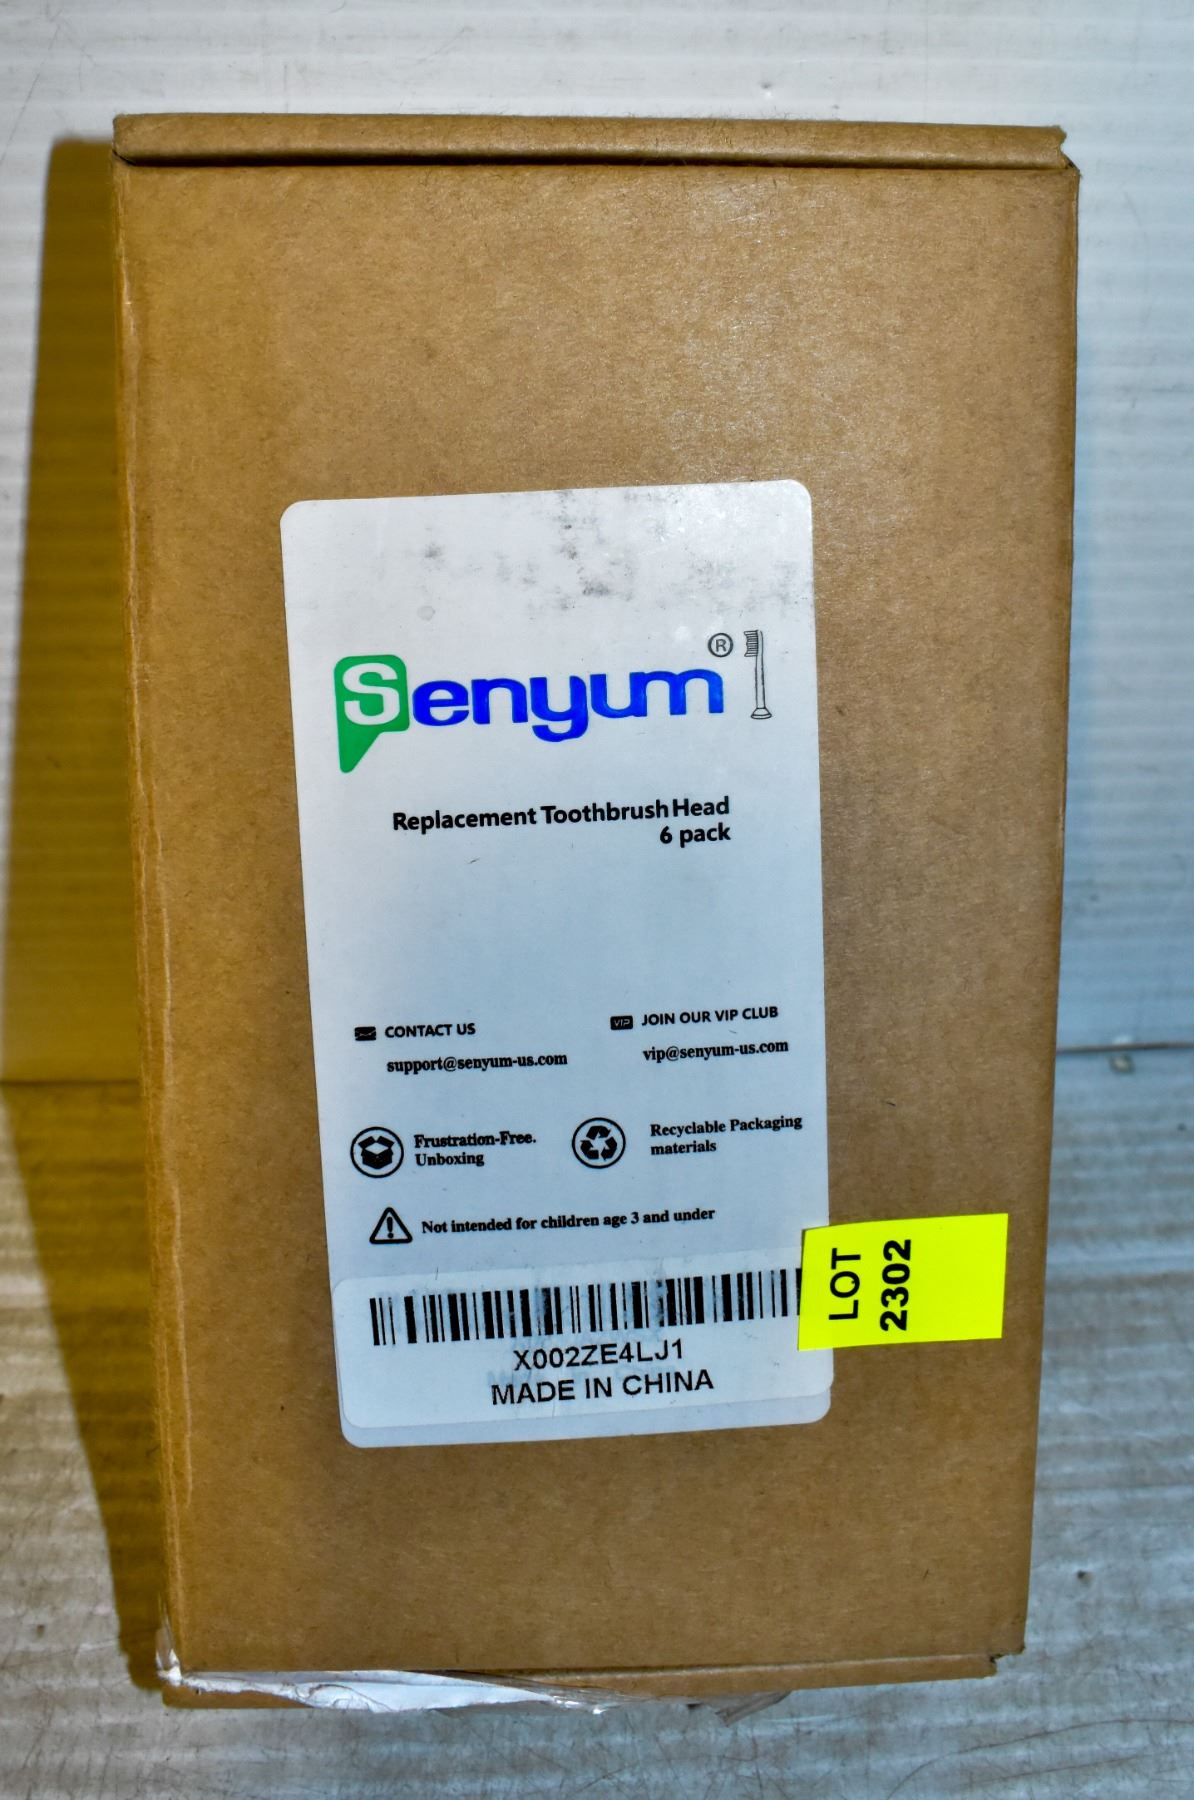 Senyum®
Replacement Toothbrush Head
6 pack
CONTACT US
support@senyum-us.com
VIP JOIN OUR VIP CLUB
vip@senyum-us.com
Frustration-Free.
Unboxing
Recyclable Packaging
materials
Not intended for children age 3 and under
X002ZE4LJ1
MADE IN CHINA
LOT
2302